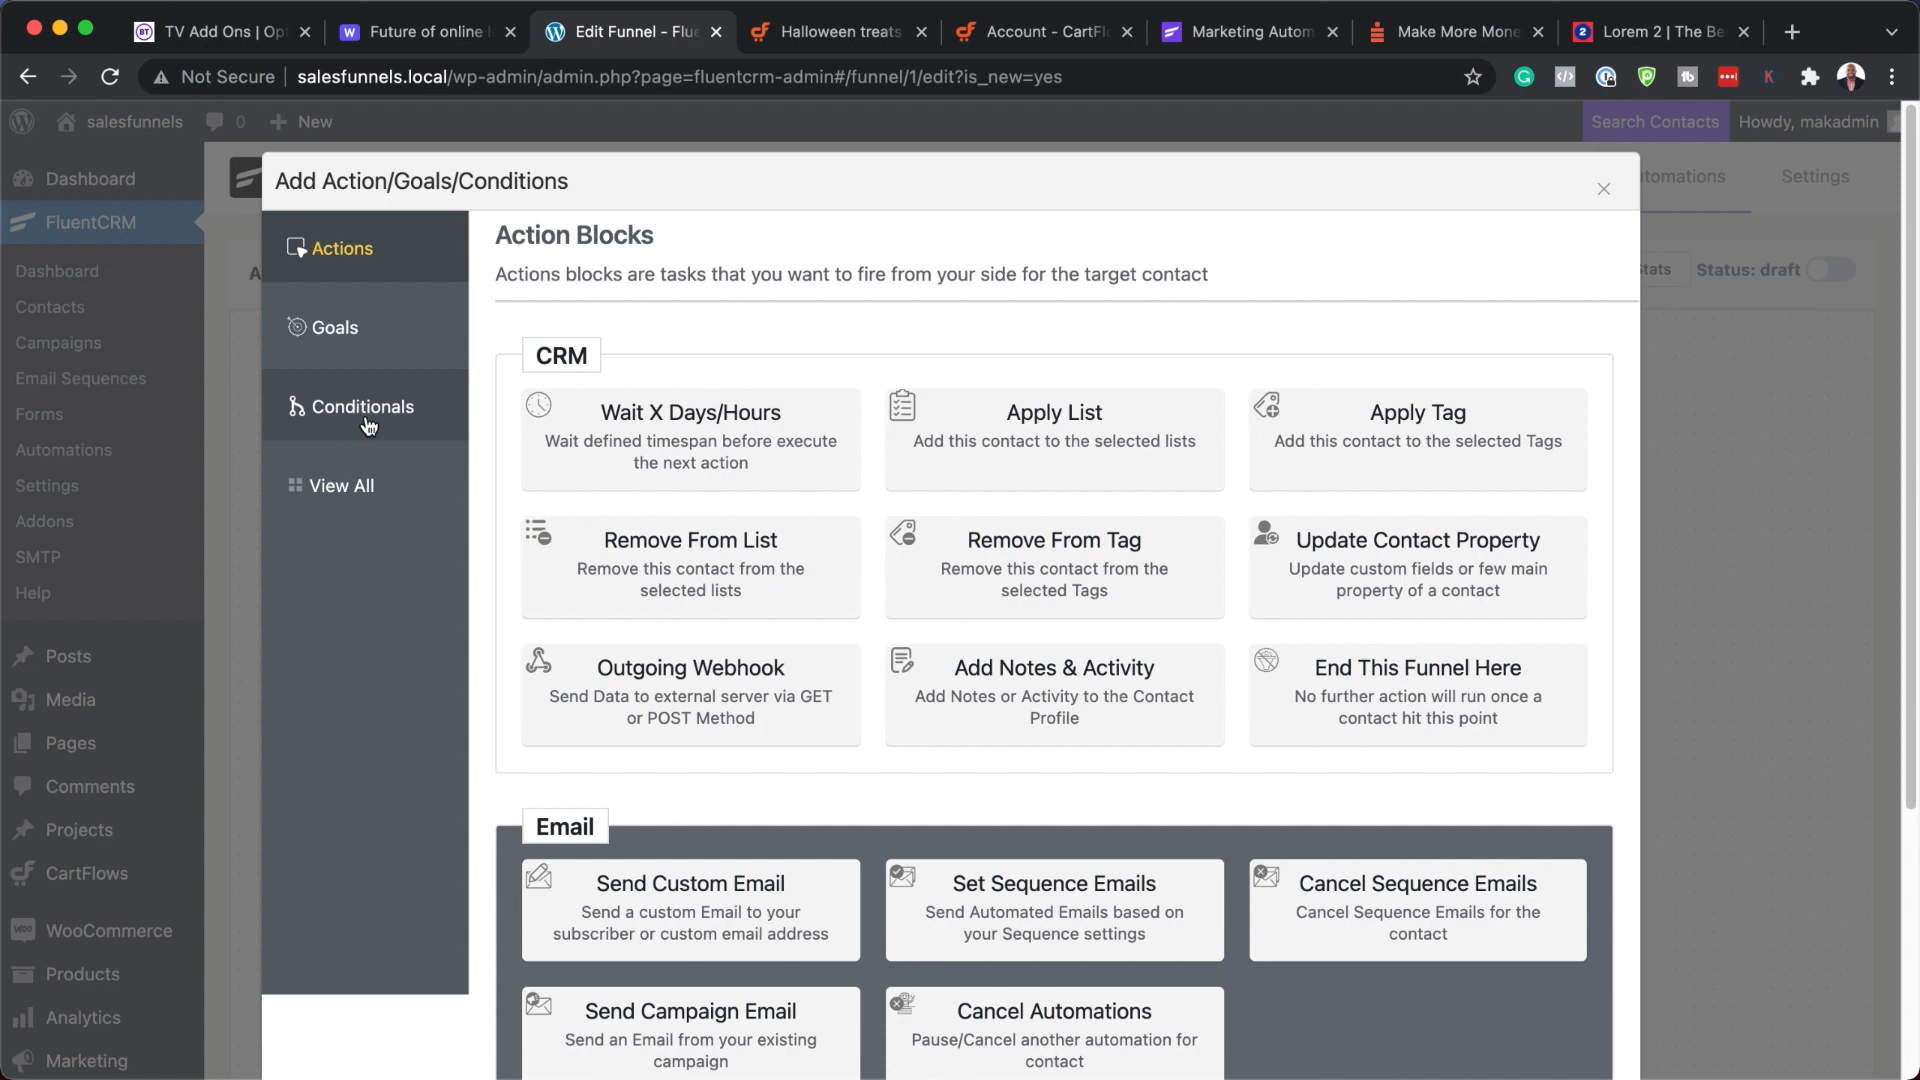 TV Add Ons | Op
Future of online l
Edit Funnel - Flue
Halloween treats
Account - CartFl
Marketing Autom
Make More Mone
Lorem 2 | The Be
Not Secure
salesfunnels.local/wp-admin/admin.php?page=fluentcrm-admin#/funnel/1/edit?is_new=yes
salesfunnels
0
New
Search Contacts
Howdy, makadmin
Dashboard
FluentCRM
Dashboard
Contacts
Campaigns
Email Sequences
Forms
Automations
Settings
Addons
SMTP
Help
Posts
Media
Pages
Comments
Projects
CartFlows
WooCommerce
Products
Analytics
Marketing
utomations
Settings
A
Stats
Status: draft
Add Action/Goals/Conditions
Actions
Goals
Conditionals
View All
Action Blocks
Actions blocks are tasks that you want to fire from your side for the target contact
CRM
Wait X Days/Hours
Wait defined timespan before execute
the next action
Apply List
Add this contact to the selected lists
Apply Tag
Add this contact to the selected Tags
Remove From List
Remove this contact from the
selected lists
Remove From Tag
Remove this contact from the
selected Tags
Update Contact Property
Update custom fields or few main
property of a contact
Outgoing Webhook
Send Data to external server via GET
or POST Method
Add Notes & Activity
Add Notes or Activity to the Contact
Profile
End This Funnel Here
No further action will run once a
contact hit this point
Email
Send Custom Email
Send a custom Email to your
subscriber or custom email address
Set Sequence Emails
Send Automated Emails based on
your Sequence settings
Cancel Sequence Emails
Cancel Sequence Emails for the
contact
Send Campaign Email
Send an Email from your existing
campaign
Cancel Automations
Pause/Cancel another automation for
contact